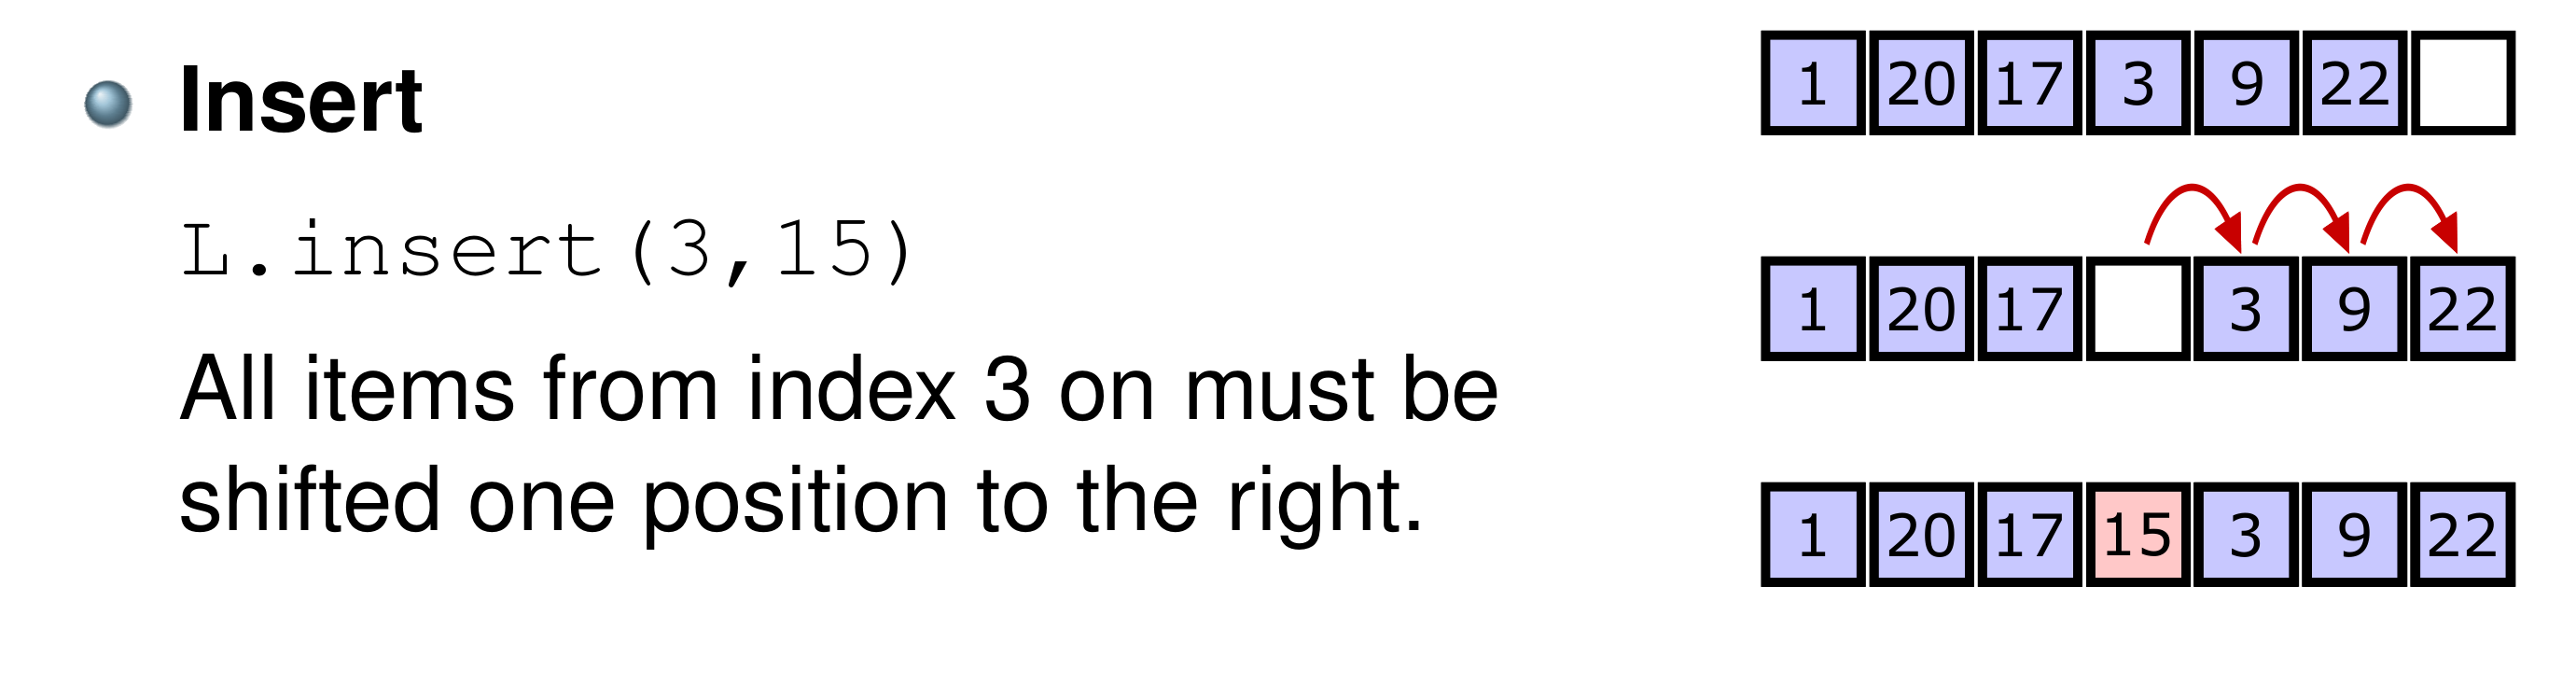 Insert
L.insert(3,15)
All items from index 3 on must be
shifted one position to the right.
1 20 17 3 9 22
1 20 17 3 9 22
1 20 17 15 3 9 22